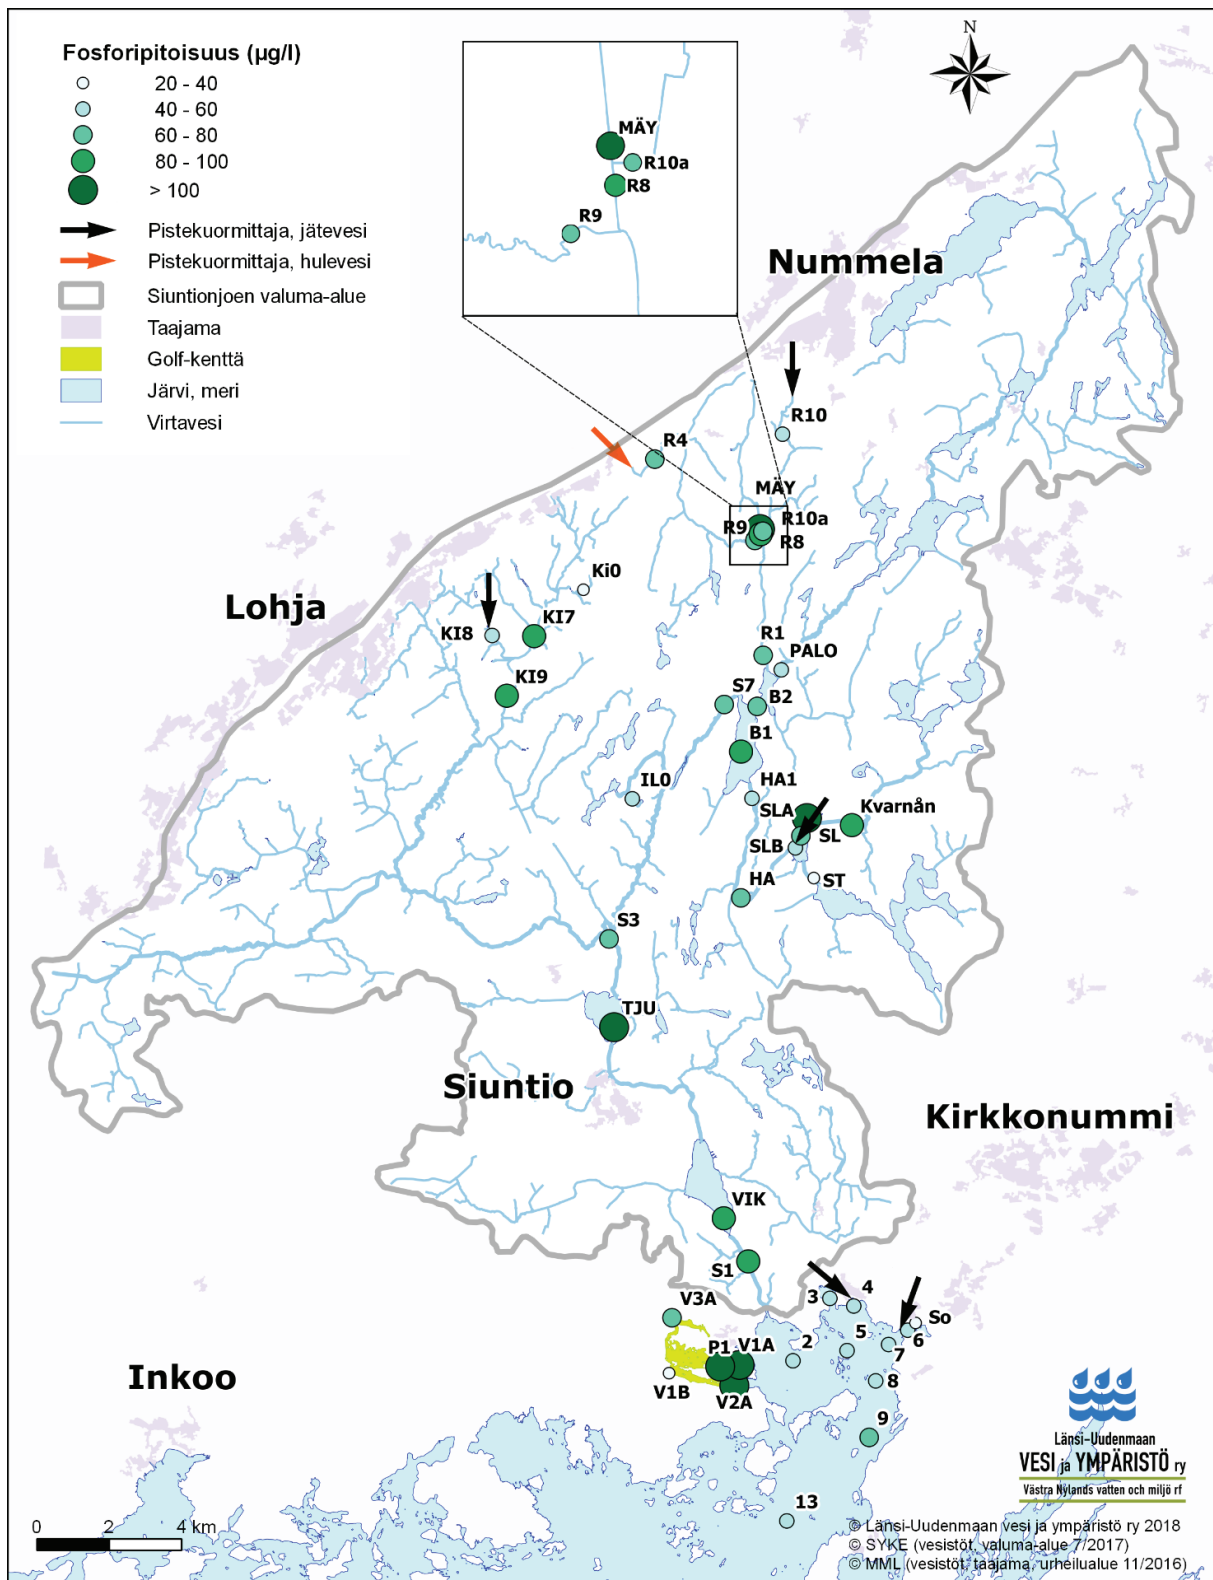 Fosforipitoisuus (µg/l)
20 - 40
40 - 60
60 - 80
80 - 100
> 100
Pistekuormittaja, jätevesi
Pistekuormittaja, hulevesi
Siuntionjoen valuma-alue
Taajama
Golf-kenttä
Järvi, meri
Virtavesi
N
MÄY
R10a
R8
R9
Nummela
R10
R4
MÄY
R10a
R9
R8
Ki0
Lohja
KI7
KI8
R1
PALO
KI9
S7
B2
B1
IL0
HA1
SLA
Kvarnån
SL
SLB
HA
ST
S3
TJU
Siuntio
Kirkkonummi
VIK
S1
V3A
3
4
So
6
5
7
2
P1
V1A
8
V1B
V2A
Inkoo
9
13
Länsi-Uudenmaan
VESI ja YMPÄRISTÖ ry
Västra Nylands vatten och miljö rf
0 2 4 km
© Länsi-Uudenmaan vesi ja ympäristö ry 2018
© SYKE (vesistöt, valuma-alue 7/2017)
© MML (vesistöt, taajama, urheilualue 11/2016)